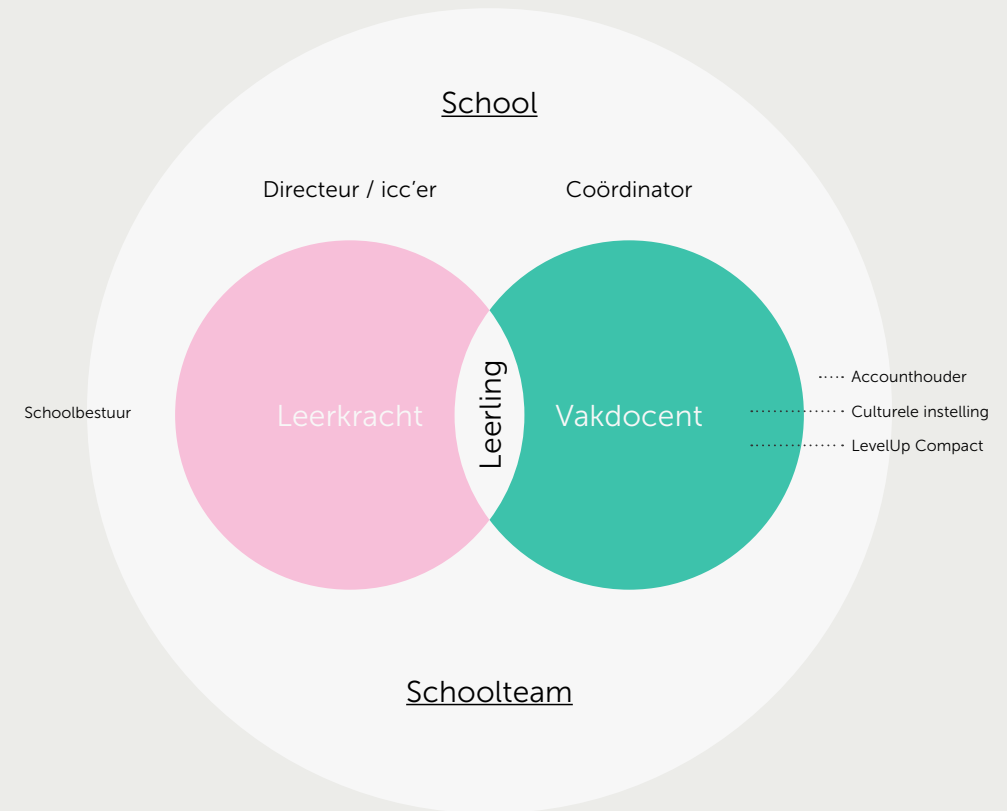 School
Directeur / icc'er
Coördinator
Schoolbestuur
Leerkracht
Leerling
Vakdocent
Accounthouder
Culturele instelling
LevelUp Compact
Schoolteam